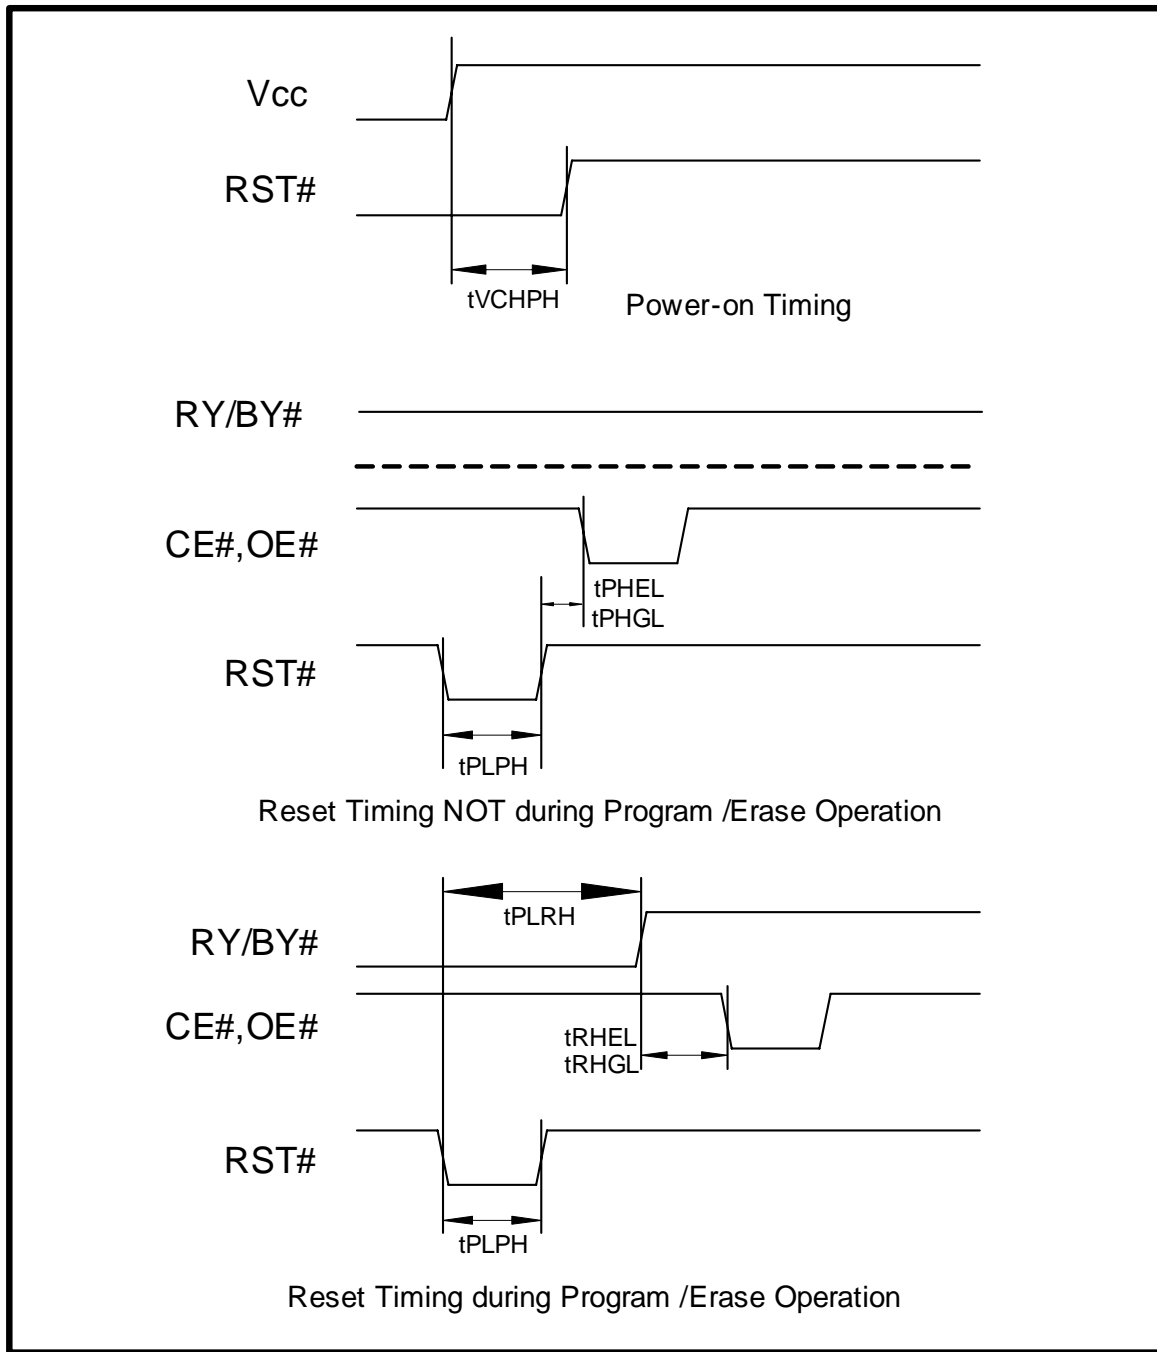 Vcc
RST#
tVCHPH
Power-on Timing
RY/BY#
CE#,OE#
tPHEL
tPHGL
RST#
tPLPH
Reset Timing NOT during Program /Erase Operation
tPLRH
RY/BY#
CE#,OE#
tRHEL
tRHGL
RST#
tPLPH
Reset Timing during Program /Erase Operation